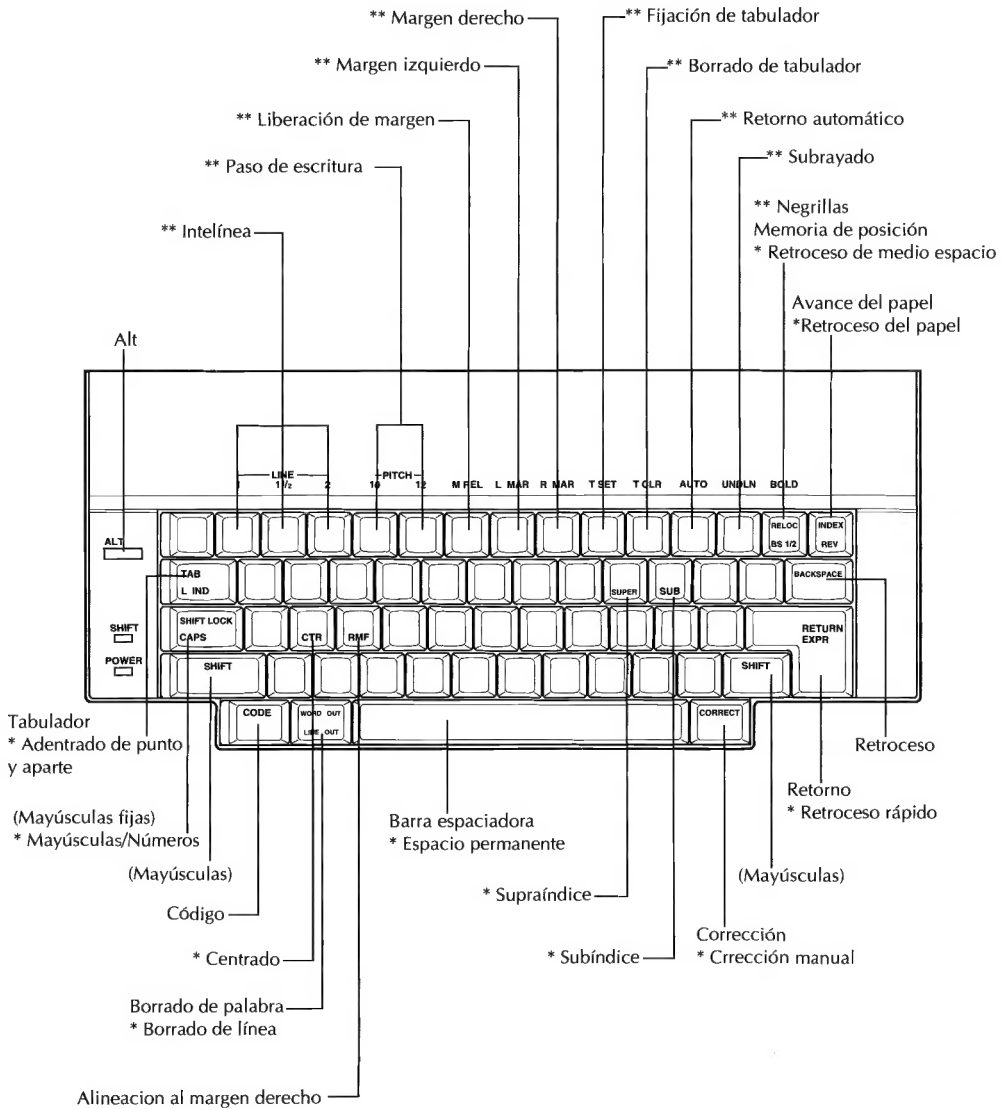 ** Margen derecho
** Fijación de tabulador
** Margen izquierdo
** Borrado de tabulador
** Liberación de margen
** Retorno automático
** Paso de escritura
** Subrayado
** Intelínea
** Negrillas
Memoria de posición
* Retroceso de medio espacio
Avance del papel
*Retroceso del papel
Alt
LINE
PITCH
1 1 1/2 2 10 12 M REL L MAR R MAR T SET T CLR AUTO UNDLN BOLD
RELOC
BS 1/2
INDEX
REV
ALT
TAB
L IND
SUPER
SUB
BACKSPACE
SHIFT
SHIFT LOCK
CAPS
CTR
RMF
RETURN
EXPR
POWER
SHIFT
SHIFT
CODE
WORD OUT
LINE OUT
CORRECT
Tabulador
* Adentrado de punto
y aparte
Retroceso
(Mayúsculas fijas)
* Mayúsculas/Números
Barra espaciadora
* Espacio permanente
Retorno
* Retroceso rápido
(Mayúsculas)
* Supraíndice
(Mayúsculas)
Código
* Centrado
* Subíndice
Corrección
* Crrección manual
Borrado de palabra
* Borrado de línea
Alineacion al margen derecho